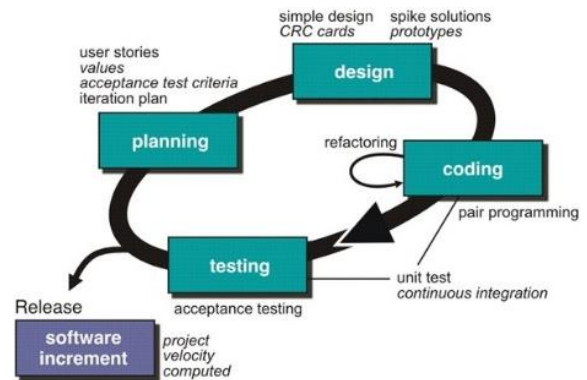 simple design
CRC cards
spike solutions
prototypes
user stories
values
acceptance test criteria
iteration plan
design
planning
refactoring
coding
pair programming
testing
unit test
continuous integration
acceptance testing
Release
software
increment
project
velocity
computed